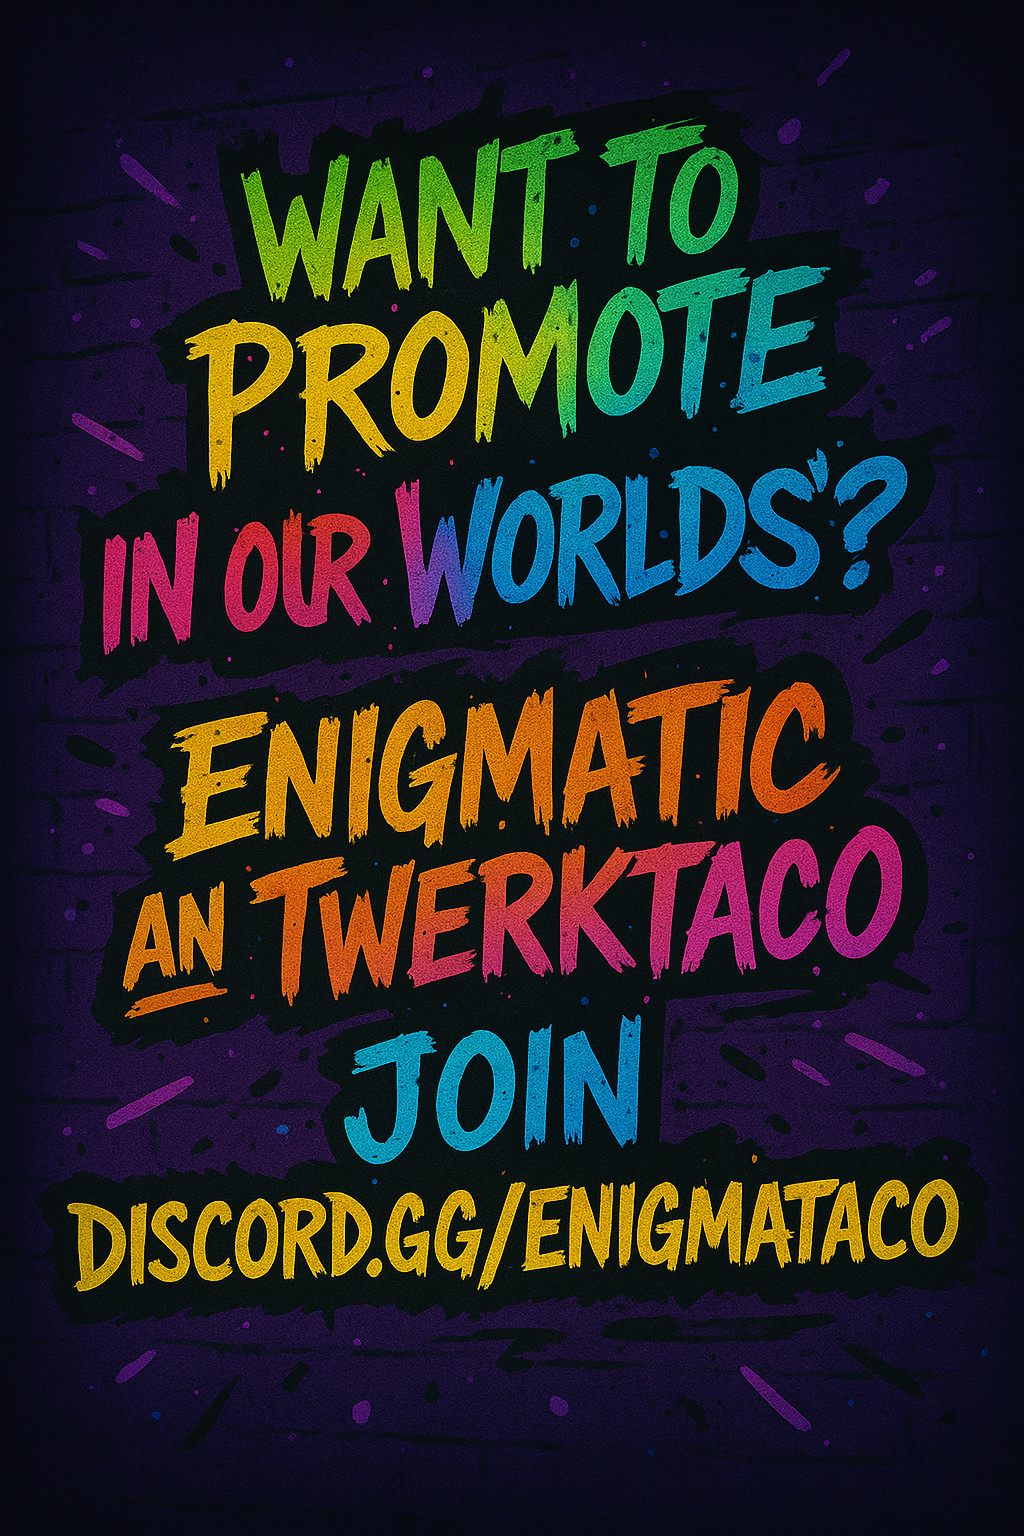 WANT TO
PROMOTE
IN OUR WORLDS'?
ENIGMATIC
AN TWERKTACO
JOIN
DISCORD.GG/ENIGMATACO